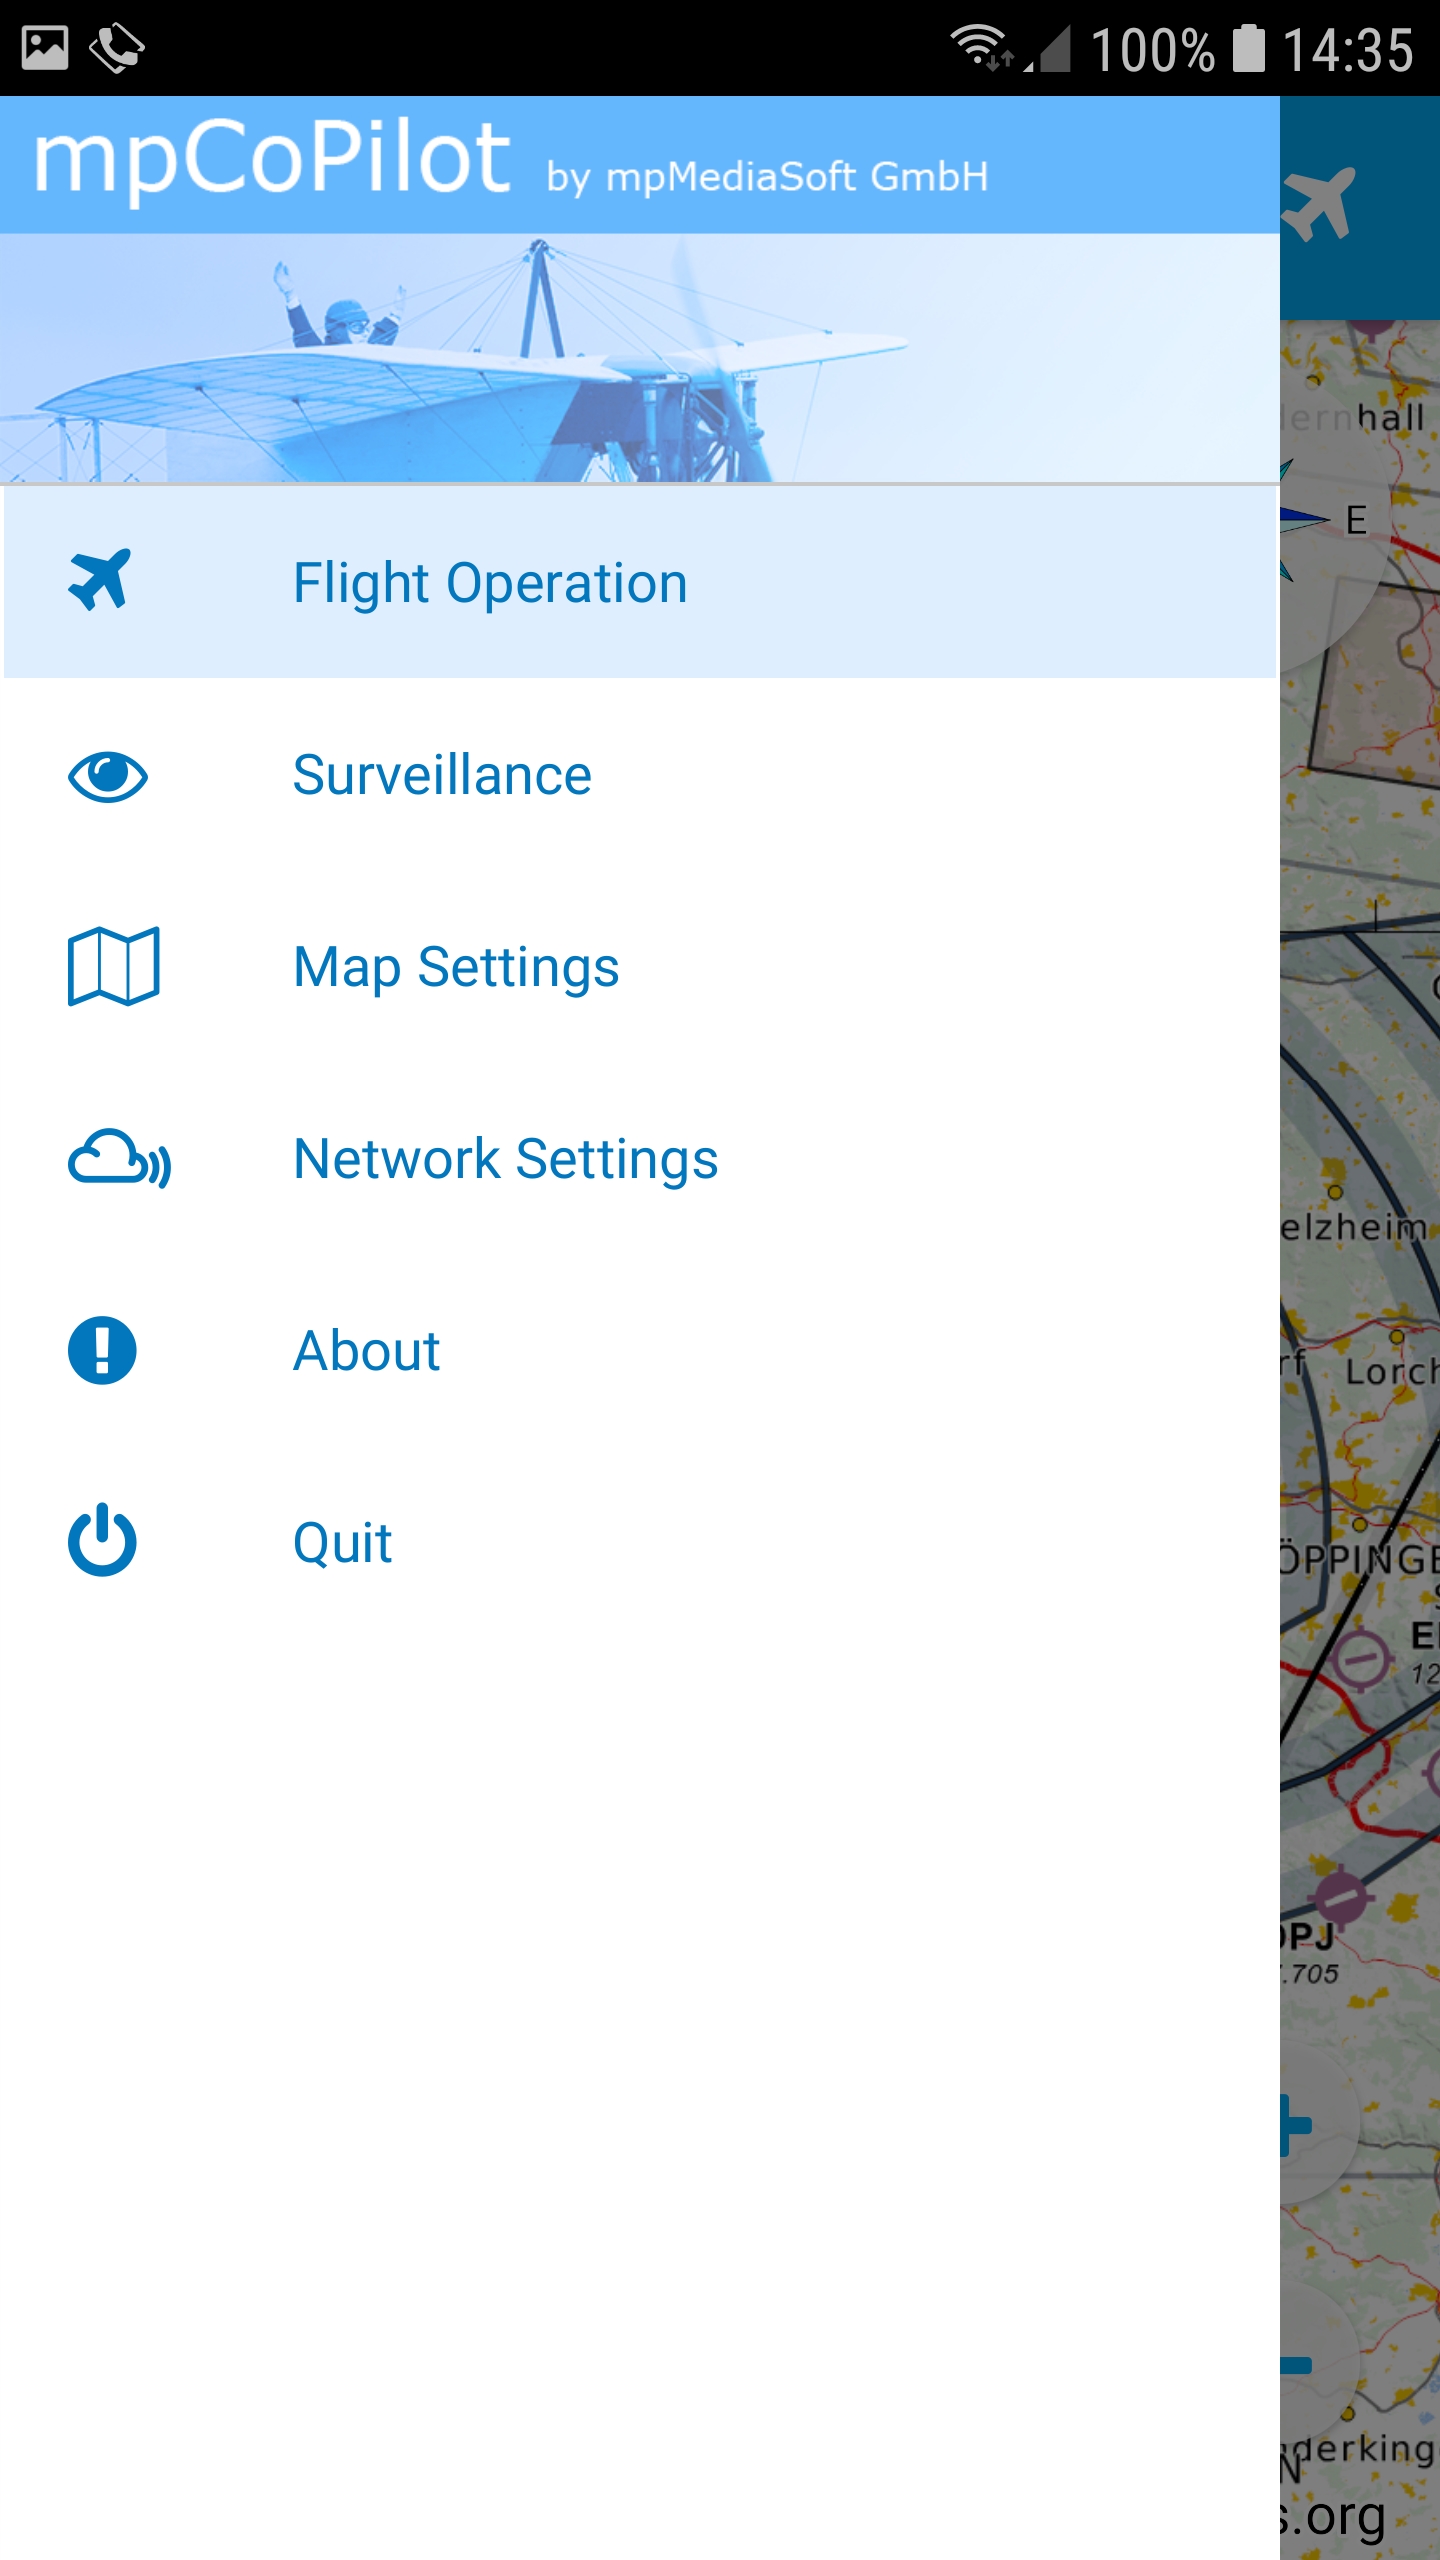 100% 14:35
mpCoPilot by mpMediaSoft GmbH
Flight Operation
Surveillance
Map Settings
Network Settings
About
Quit
ernhall
E
elzheim
rf
Lorch
ÖPPINGE
12
PJ
.705
derking
N
s.org